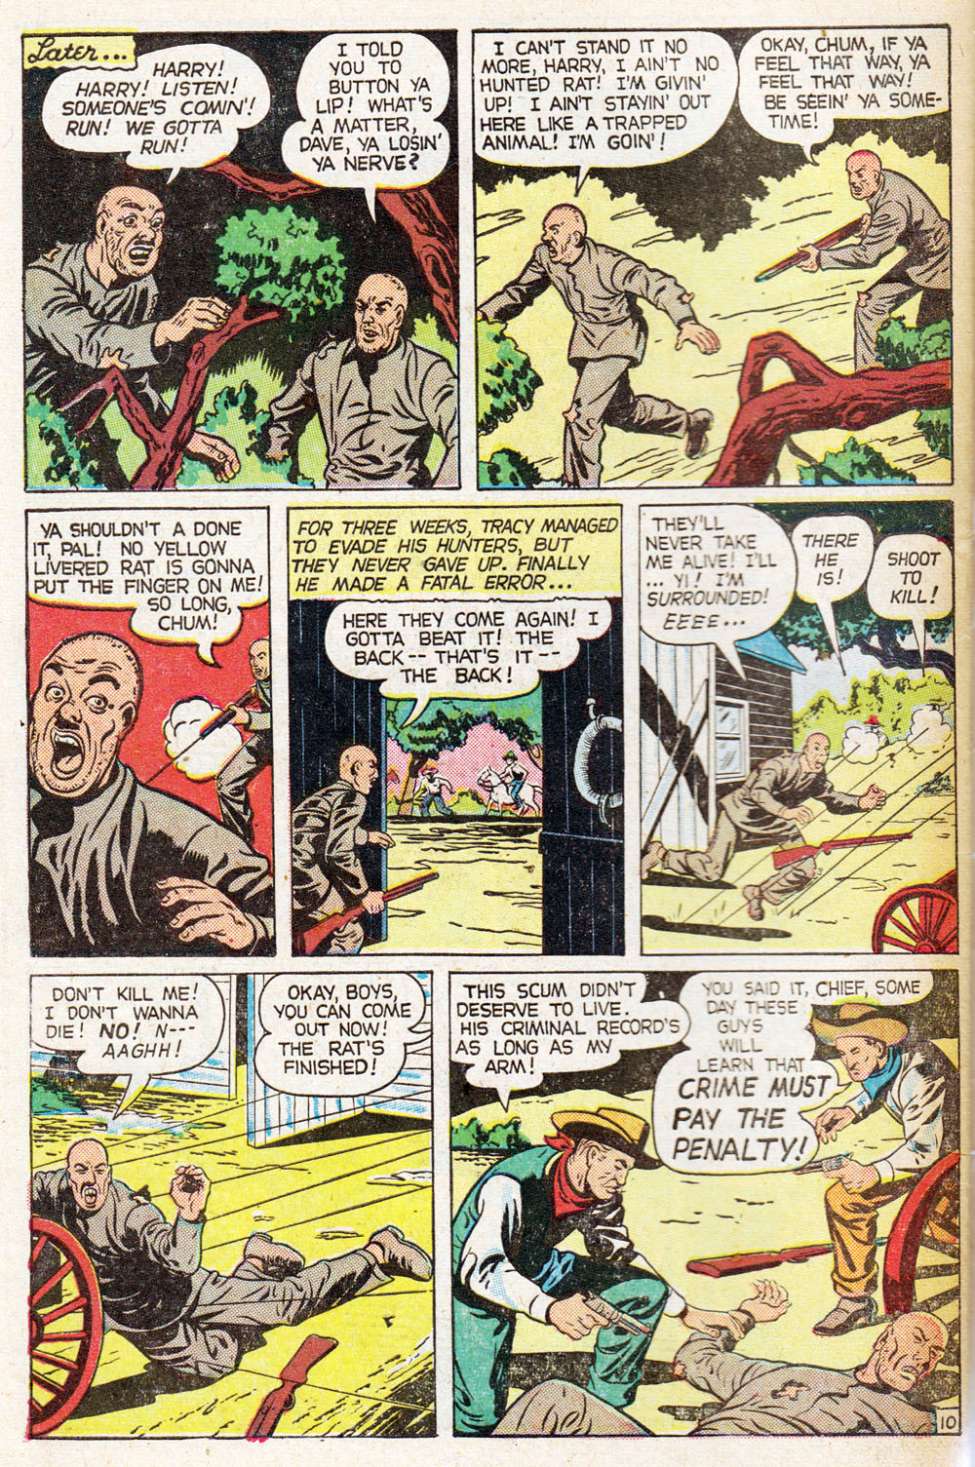 Later...
HARRY!
HARRY! LISTEN!
SOMEONE'S COMIN'!
RUN! WE GOTTA
RUN!
I TOLD
YOU TO
BUTTON YA
LIP! WHAT'S
A MATTER,
DAVE, YA LOSIN'
YA NERVE?
I CAN'T STAND IT NO
MORE, HARRY, I AIN'T NO
HUNTED RAT! I'M GIVIN'
UP! I AIN'T STAYIN' OUT
HERE LIKE A TRAPPED
ANIMAL! I'M GOIN'!
OKAY, CHUM, IF YA
FEEL THAT WAY, YA
FEEL THAT WAY!
BE SEEIN' YA SOME-
TIME!
YA SHOULDN'T A DONE
IT, PAL! NO YELLOW
LIVERED RAT IS GONNA
PUT THE FINGER ON ME!
SO LONG,
CHUM!
FOR THREE WEEKS, TRACY MANAGED
TO EVADE HIS HUNTERS, BUT
THEY NEVER GAVE UP. FINALLY
HE MADE A FATAL ERROR...
HERE THEY COME AGAIN! I
GOTTA BEAT IT! THE
BACK-- THAT'S IT--
THE BACK!
THEY'LL
NEVER TAKE
ME ALIVE! I'LL
... YI! I'M
SURROUNDED!
EEEE...
THERE
HE
IS!
SHOOT
TO
KILL!
DON'T KILL ME!
I DON'T WANNA
DIE! NO! N---
AAGHH!
OKAY, BOYS,
YOU CAN COME
OUT NOW!
THE RAT'S
FINISHED!
THIS SCUM DIDN'T
DESERVE TO LIVE.
HIS CRIMINAL RECORD'S
AS LONG AS MY
ARM!
YOU SAID IT, CHIEF, SOME
DAY THESE
GUYS
WILL
LEARN THAT
CRIME MUST
PAY THE
PENALTY!
10